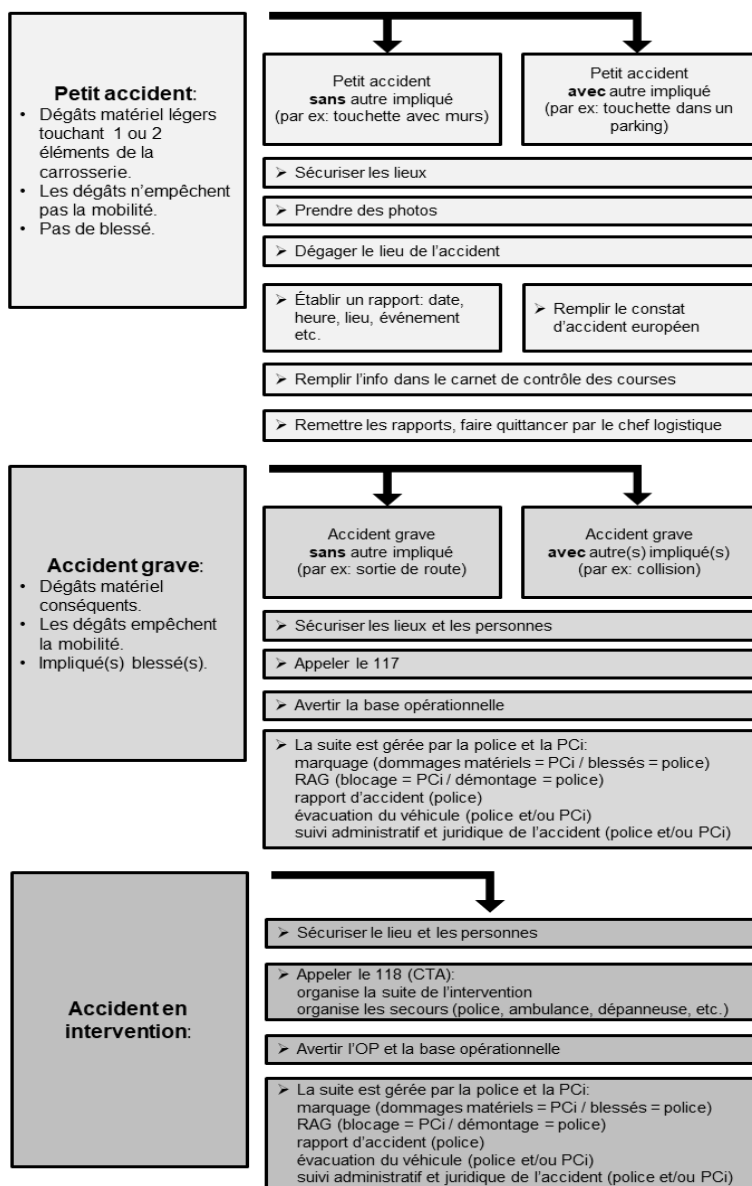 Petit accident:
• Dégâts matériel légers
touchant 1 ou 2
éléments de la
carrosserie.
• Les dégâts n'empêchent
pas la mobilité.
• Pas de blessé.
Petit accident
sans autre impliqué
(par ex: touchette avec murs)
Petit accident
avec autre impliqué
(par ex: touchette dans un
parking)
➢ Sécuriser les lieux
➢ Prendre des photos
➢ Dégager le lieu de l'accident
➢ Établir un rapport: date,
heure, lieu, événement
etc.
➢ Remplir le constat
d'accident européen
➢ Remplir l'info dans le carnet de contrôle des courses
➢ Remettre les rapports, faire quittancer par le chef logistique
Accident grave:
• Dégâts matériel
conséquents.
• Les dégâts empêchent
la mobilité.
• Impliqué(s) blessé(s).
Accident grave
sans autre impliqué
(par ex: sortie de route)
Accident grave
avec autre(s) impliqué(s)
(par ex: collision)
➢ Sécuriser les lieux et les personnes
➢ Appeler le 117
➢ Avertir la base opérationnelle
➢ La suite est gérée par la police et la PCi:
marquage (dommages matériels = PCi / blessés = police)
RAG (blocage = PCi / démontage = police)
rapport d'accident (police)
évacuation du véhicule (police et/ou PCi)
suivi administratif et juridique de l'accident (police et/ou PCi)
Accident en
intervention:
➢ Sécuriser le lieu et les personnes
➢ Appeler le 118 (CTA):
organise la suite de l'intervention
organise les secours (police, ambulance, dépanneuse, etc.)
➢ Avertir l'OP et la base opérationnelle
➢ La suite est gérée par la police et la PCi:
marquage (dommages matériels = PCi / blessés = police)
RAG (blocage = PCi / démontage = police)
rapport d'accident (police)
évacuation du véhicule (police et/ou PCi)
suivi administratif et juridique de l'accident (police et/ou PCi)